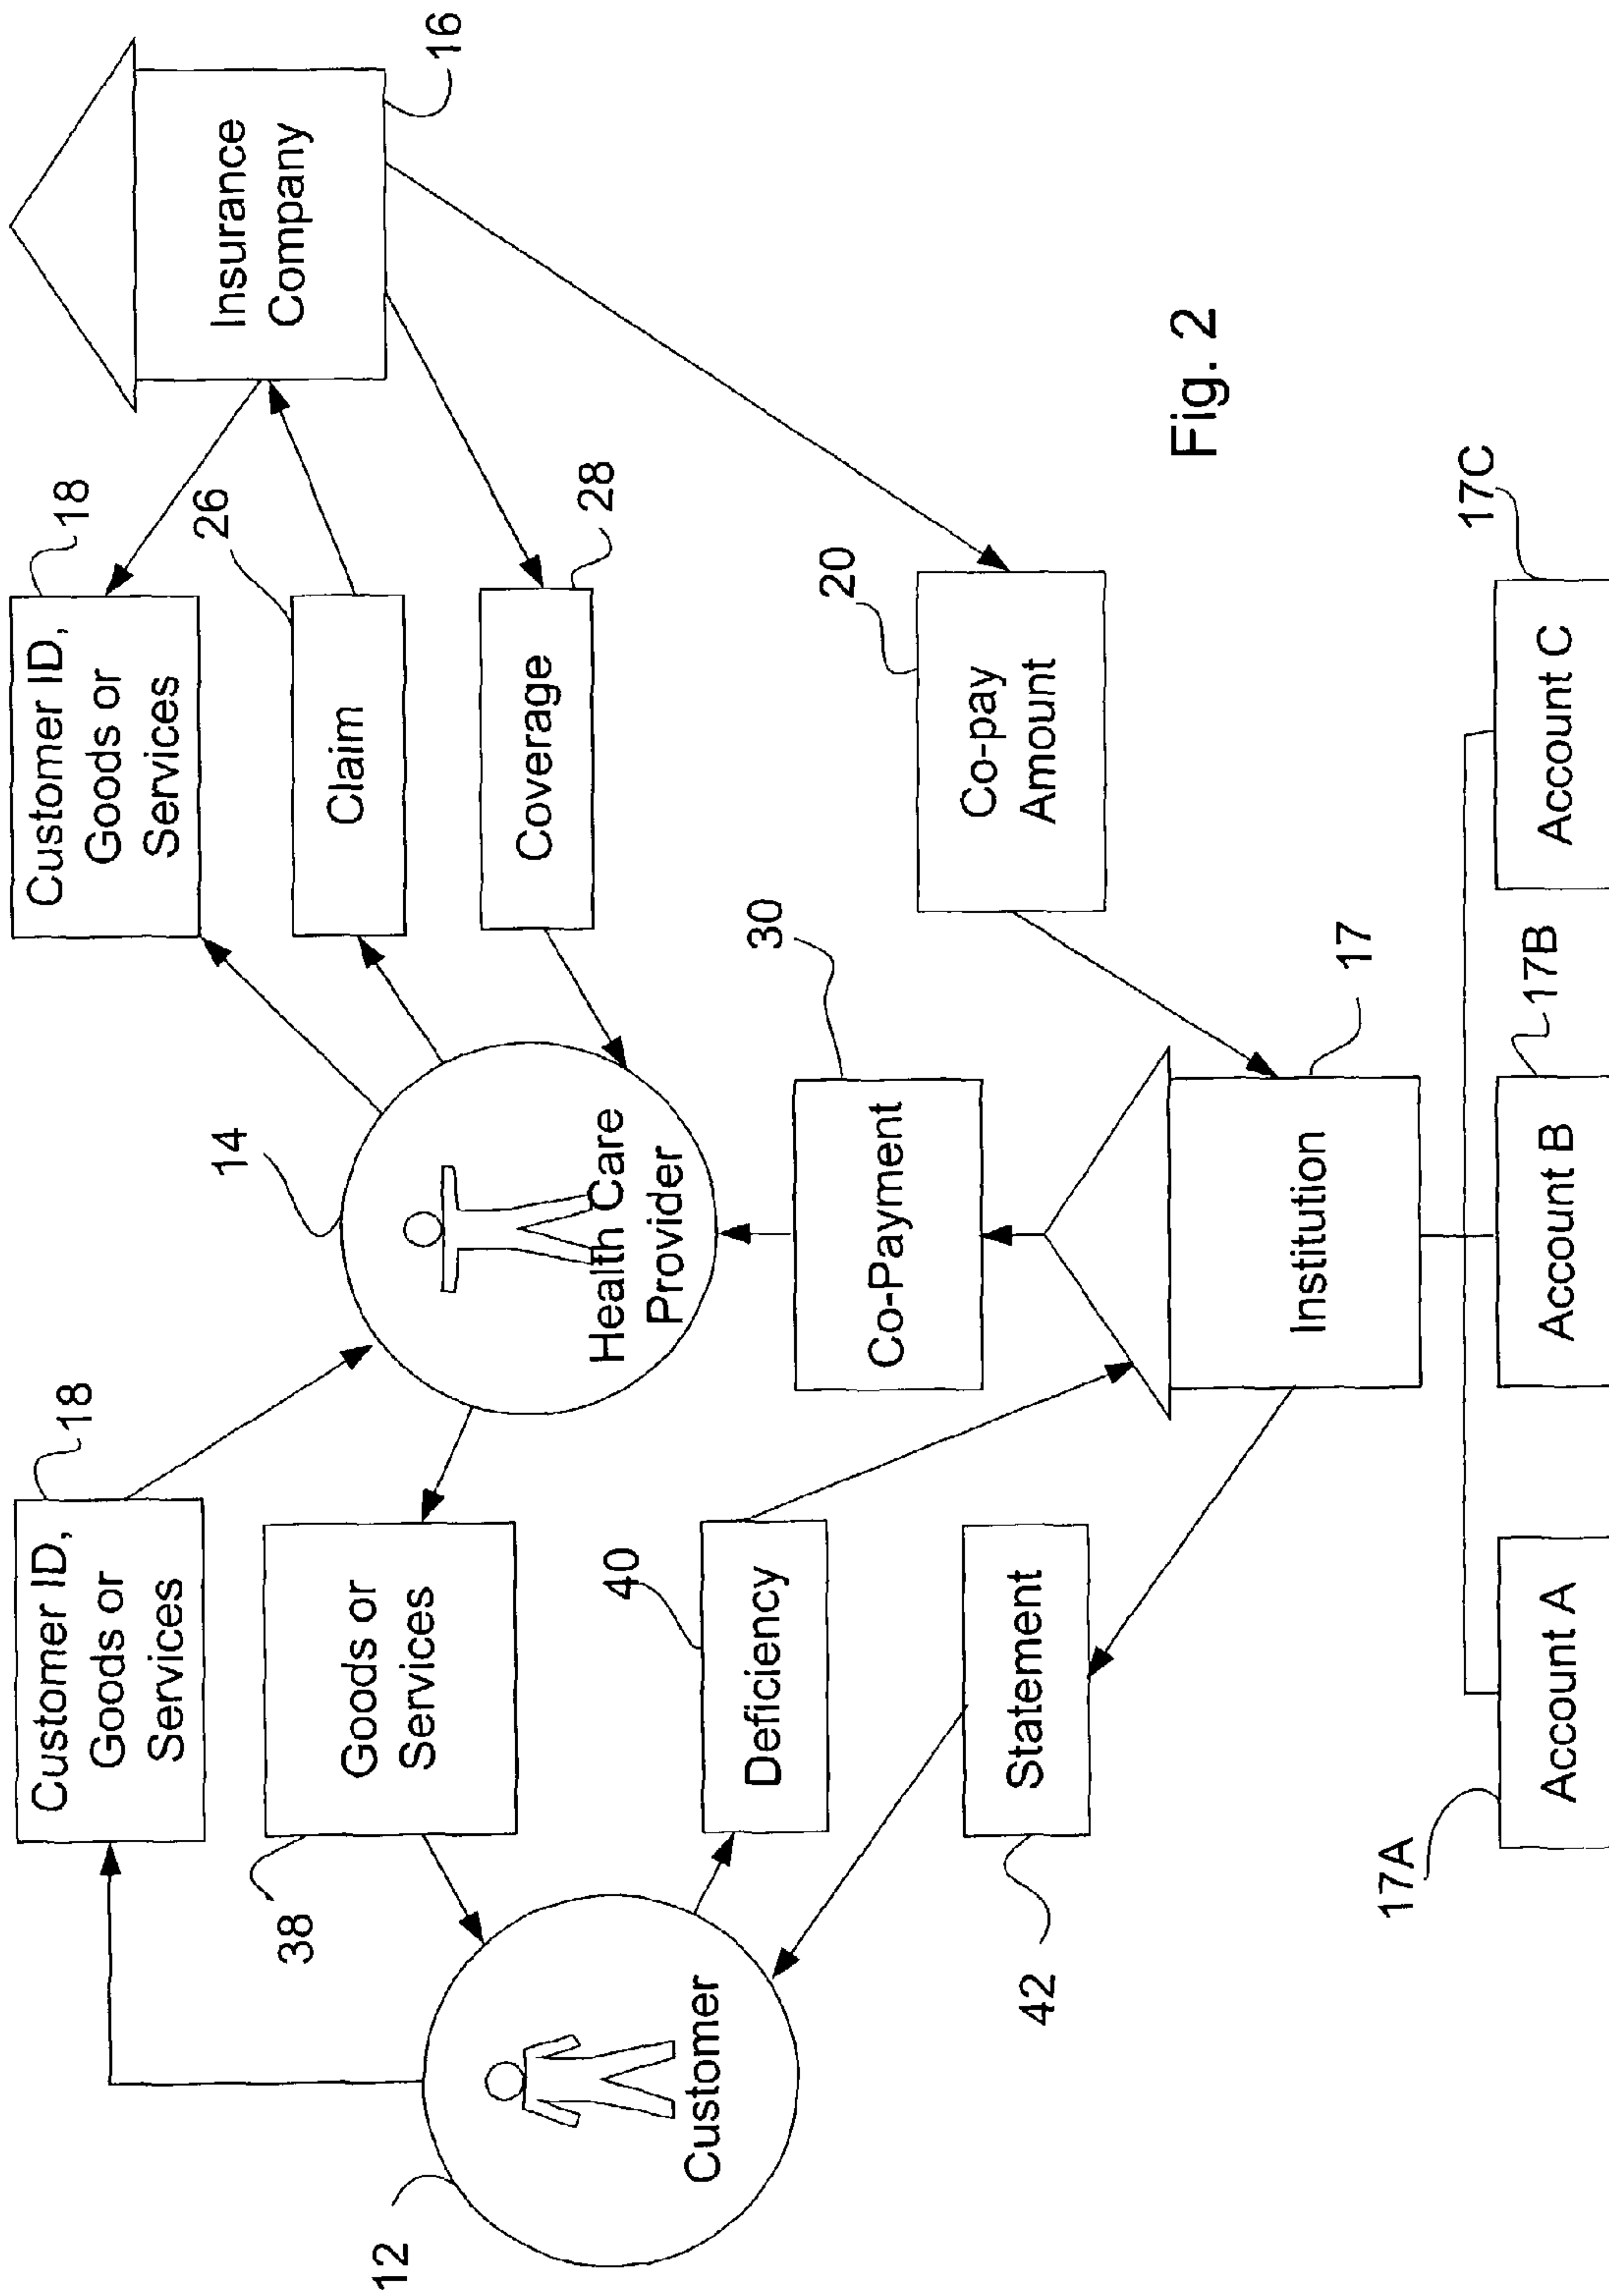 18
Customer ID,
Goods or
Services
18
Customer ID,
Goods or
Services
Insurance
Company
16
14
26
Claim
38
Goods or
Services
Health Care
Provider
Coverage
28
12
Customer
40
Deficiency
30
Co-Payment
20
Co-pay
Amount
42
Statement
Institution
17
Fig. 2
17A
Account A
17B
Account B
17C
Account C